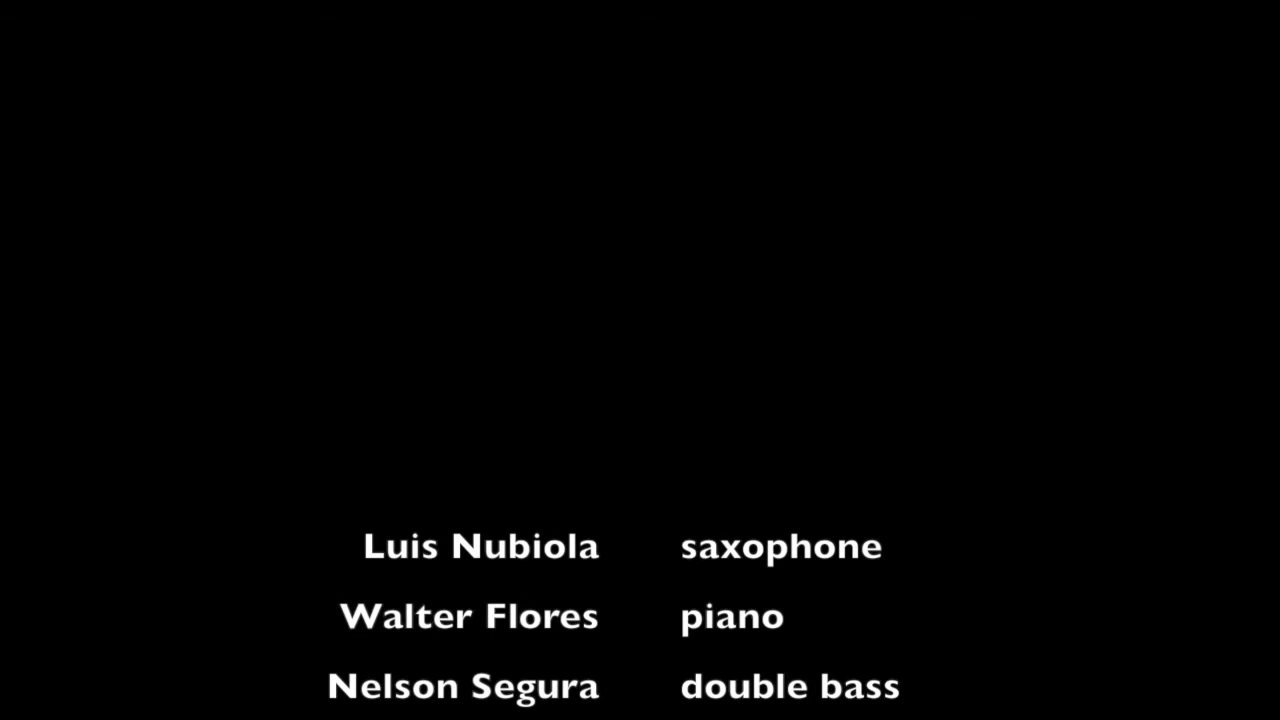 Luis Nubiola saxophone
Walter Flores piano
Nelson Segura double bass